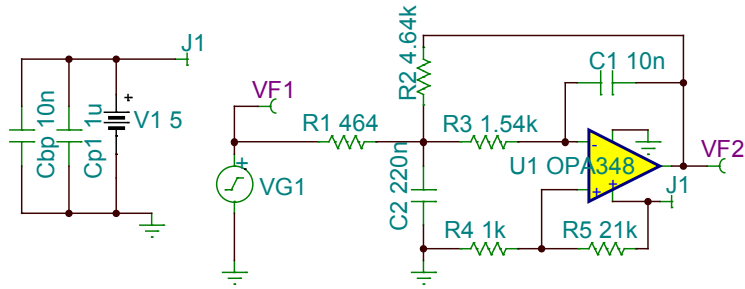 J1
Cbp 10n
Cp1 1u
+
V1 5
VF1
R1 464
+
VG1
R2 4.64k
C1 10n
R3 1.54k
C2 220n
-
+
+
U1 OPA348
VF2
J1
R4 1k
R5 21k